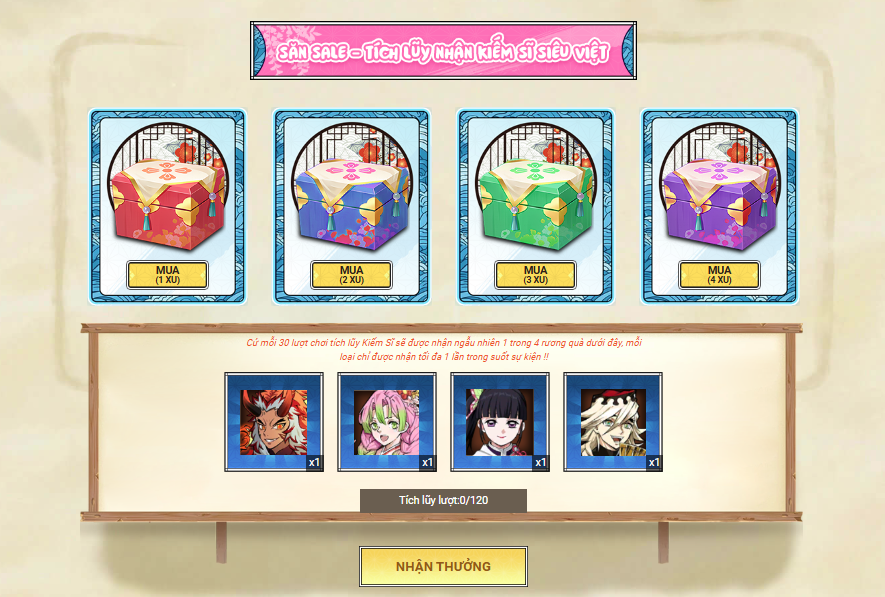 SĂN SALE - TÍCH LŨY NHẬN KIẾM SĨ SIÊU VIỆT
MUA
(1 XU)
MUA
(2 XU)
MUA
(3 XU)
MUA
(4 XU)
Cứ mỗi 30 lượt chơi tích lũy Kiếm Sĩ sẽ được nhận ngẫu nhiên 1 trong 4 rương quà dưới đây, mỗi
loại chỉ được nhận tối đa 1 lần trong suốt sự kiện !!
x1
x1
x1
x1
Tích lũy lượt:0/120
NHẬN THƯỞNG